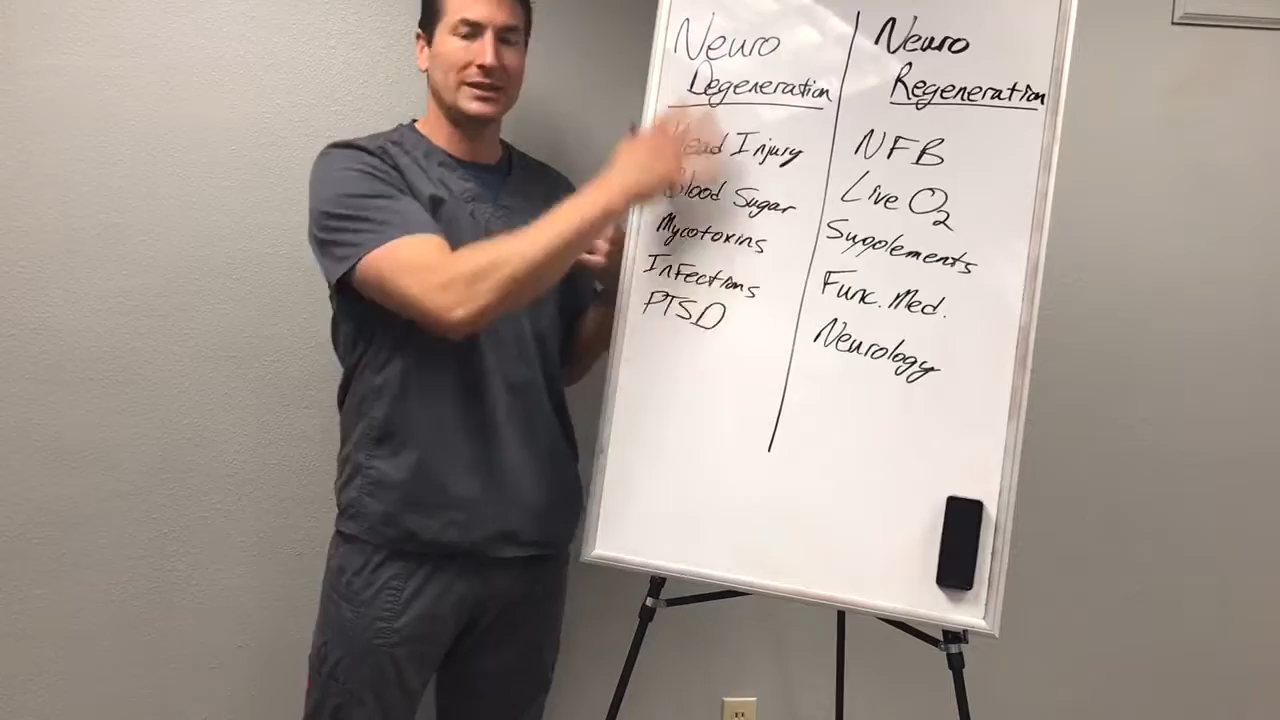 Neuro
Degeneration
Head Injury
Blood Sugar
Mycotoxins
Infections
PTSD
Neuro
Regeneration
NFB
Live O2
Supplements
Func. Med.
Neurology